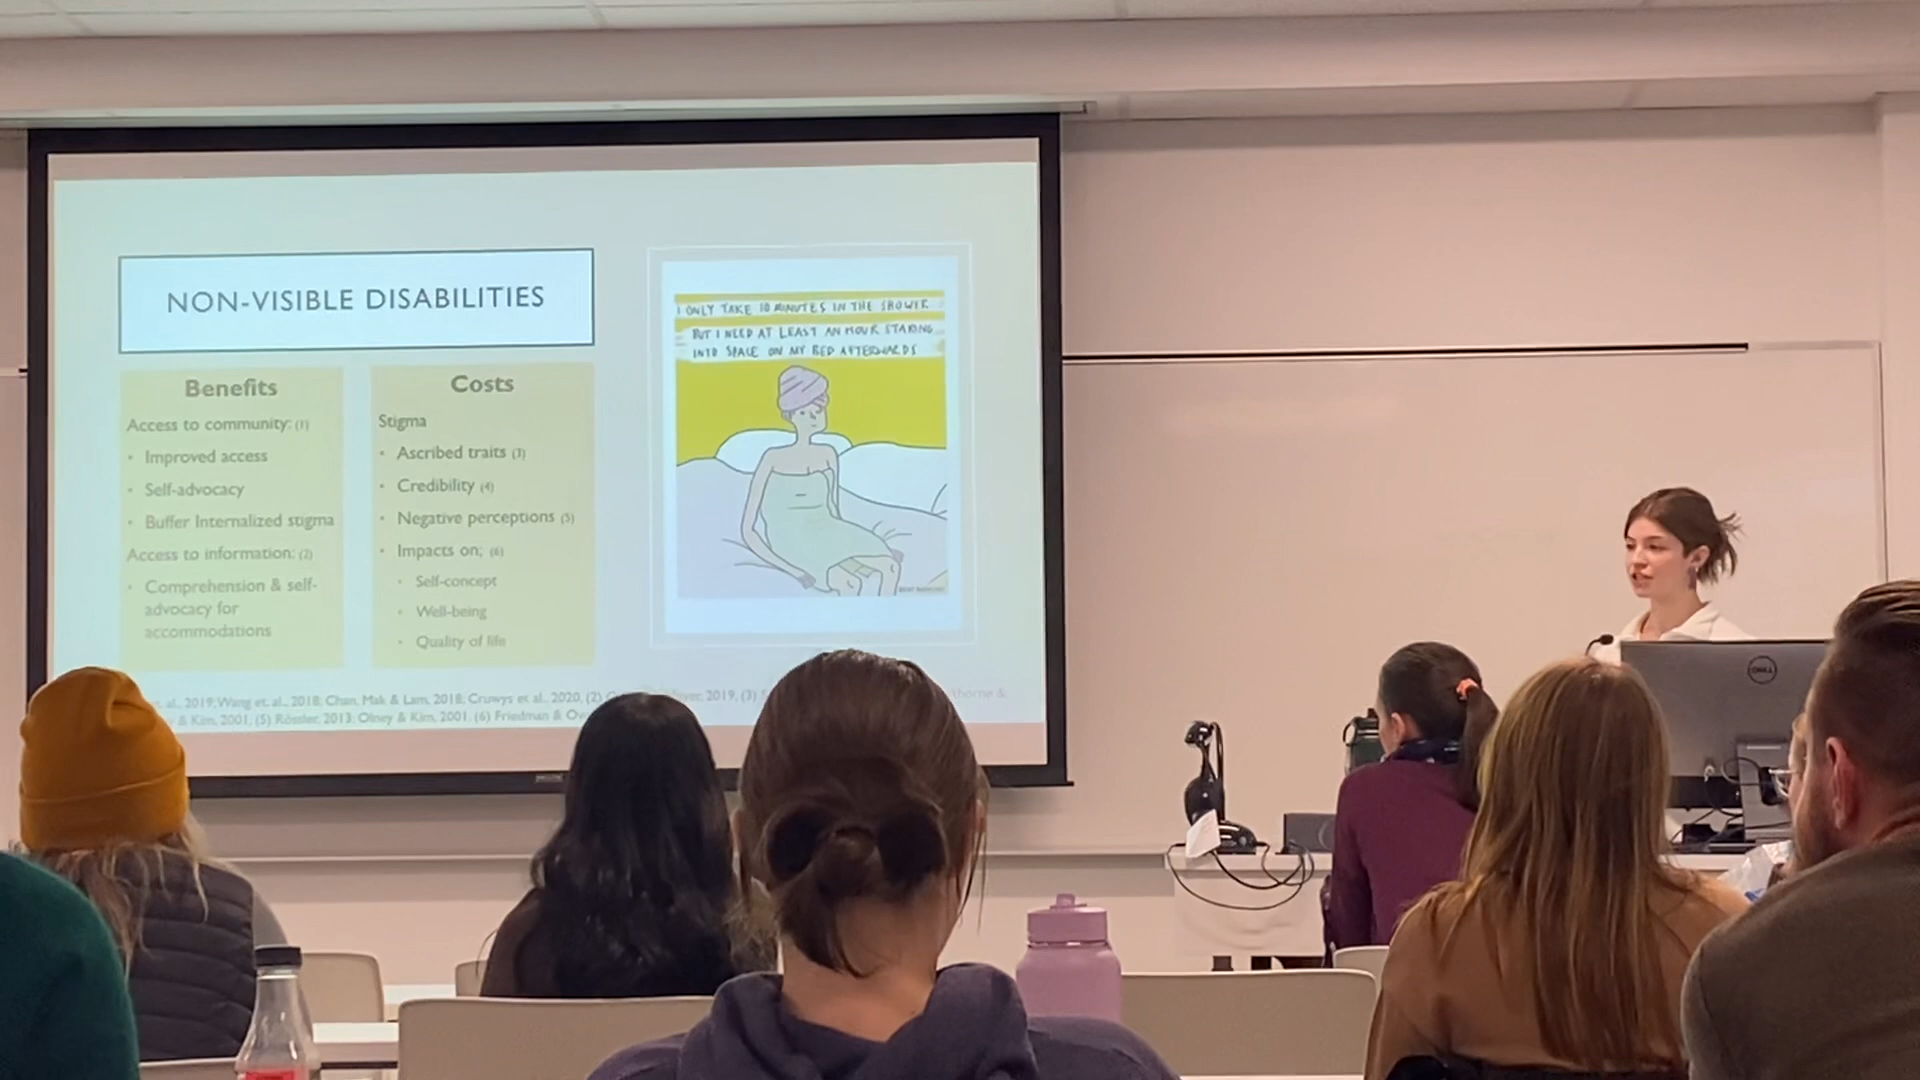 NON-VISIBLE DISABILITIES
Benefits
Access to community: (1)
• Improved access
• Self-advocacy
• Buffer Internalized stigma
Access to information: (2)
• Comprehension & self-
advocacy for
accommodations
Costs
Stigma
• Ascribed traits (3)
• Credibility (4)
• Negative perceptions (5)
• Impacts on; (6)
• Self-concept
• Well-being
• Quality of life
I ONLY TAKE 10 MINUTES IN THE SHOWER
BUT I NEED AT LEAST AN HOUR STARING
INTO SPACE ON MY BED AFTERWARDS
al., 2019; Wang et. al., 2018; Chan, Mak & Lam, 2018; Cruwys et al., 2020, (2) 2019, (3)
& Kim, 2001, (5) Rössler, 2013; Olney & Kim, 2001. (6) Friedman &
DELL